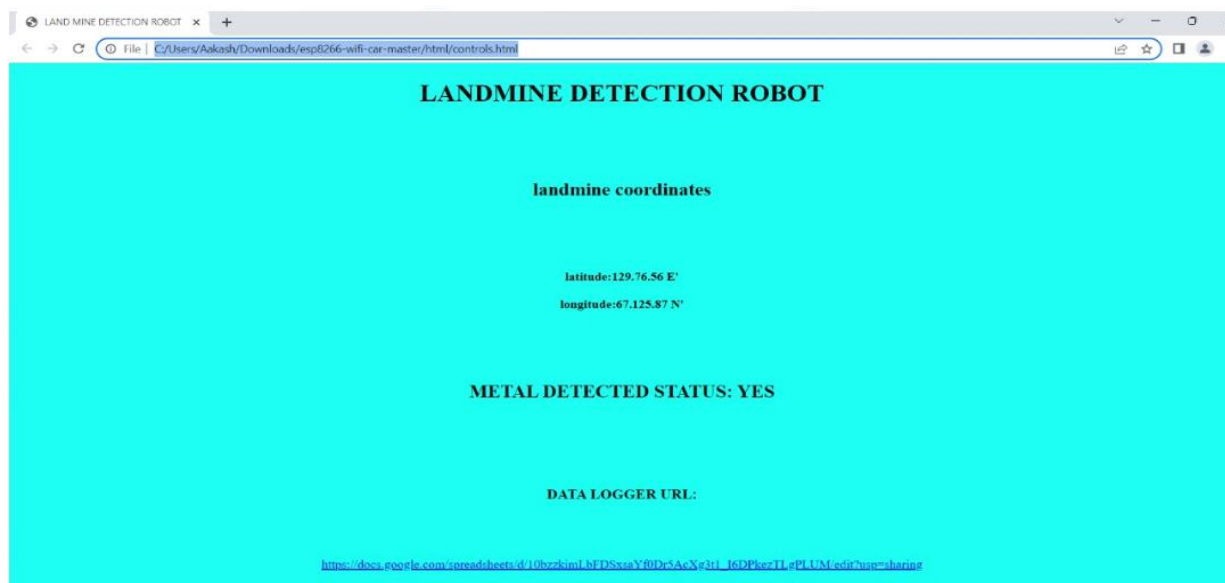 LAND MINE DETECTION ROBOT
File | C:/Users/Aakash/Downloads/esp8266-wifi-car-master/html/controls.html
LANDMINE DETECTION ROBOT
landmine coordinates
latitude:129.76.56 E'
longitude:67.125.87 N'
METAL DETECTED STATUS: YES
DATA LOGGER URL: